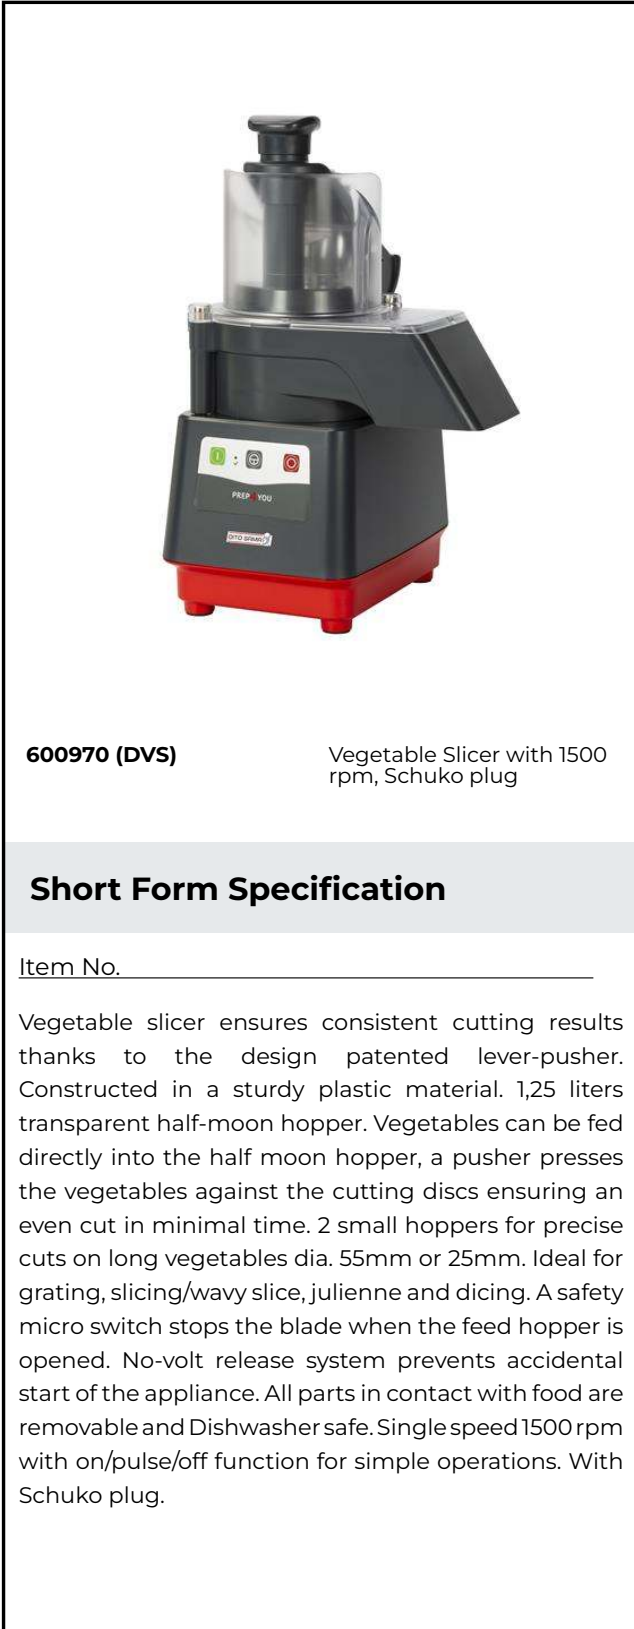 PREP4YOU
DITO SAMA
600970 (DVS)
Vegetable Slicer with 1500
rpm, Schuko plug
Short Form Specification
Item No.
Vegetable slicer ensures consistent cutting results
thanks to the design patented lever-pusher.
Constructed in a sturdy plastic material. 1,25 liters
transparent half-moon hopper. Vegetables can be fed
directly into the half moon hopper, a pusher presses
the vegetables against the cutting discs ensuring an
even cut in minimal time. 2 small hoppers for precise
cuts on long vegetables dia. 55mm or 25mm. Ideal for
grating, slicing/wavy slice, julienne and dicing. A safety
micro switch stops the blade when the feed hopper is
opened. No-volt release system prevents accidental
start of the appliance. All parts in contact with food are
removable and Dishwasher safe. Single speed 1500 rpm
with on/pulse/off function for simple operations. With
Schuko plug.